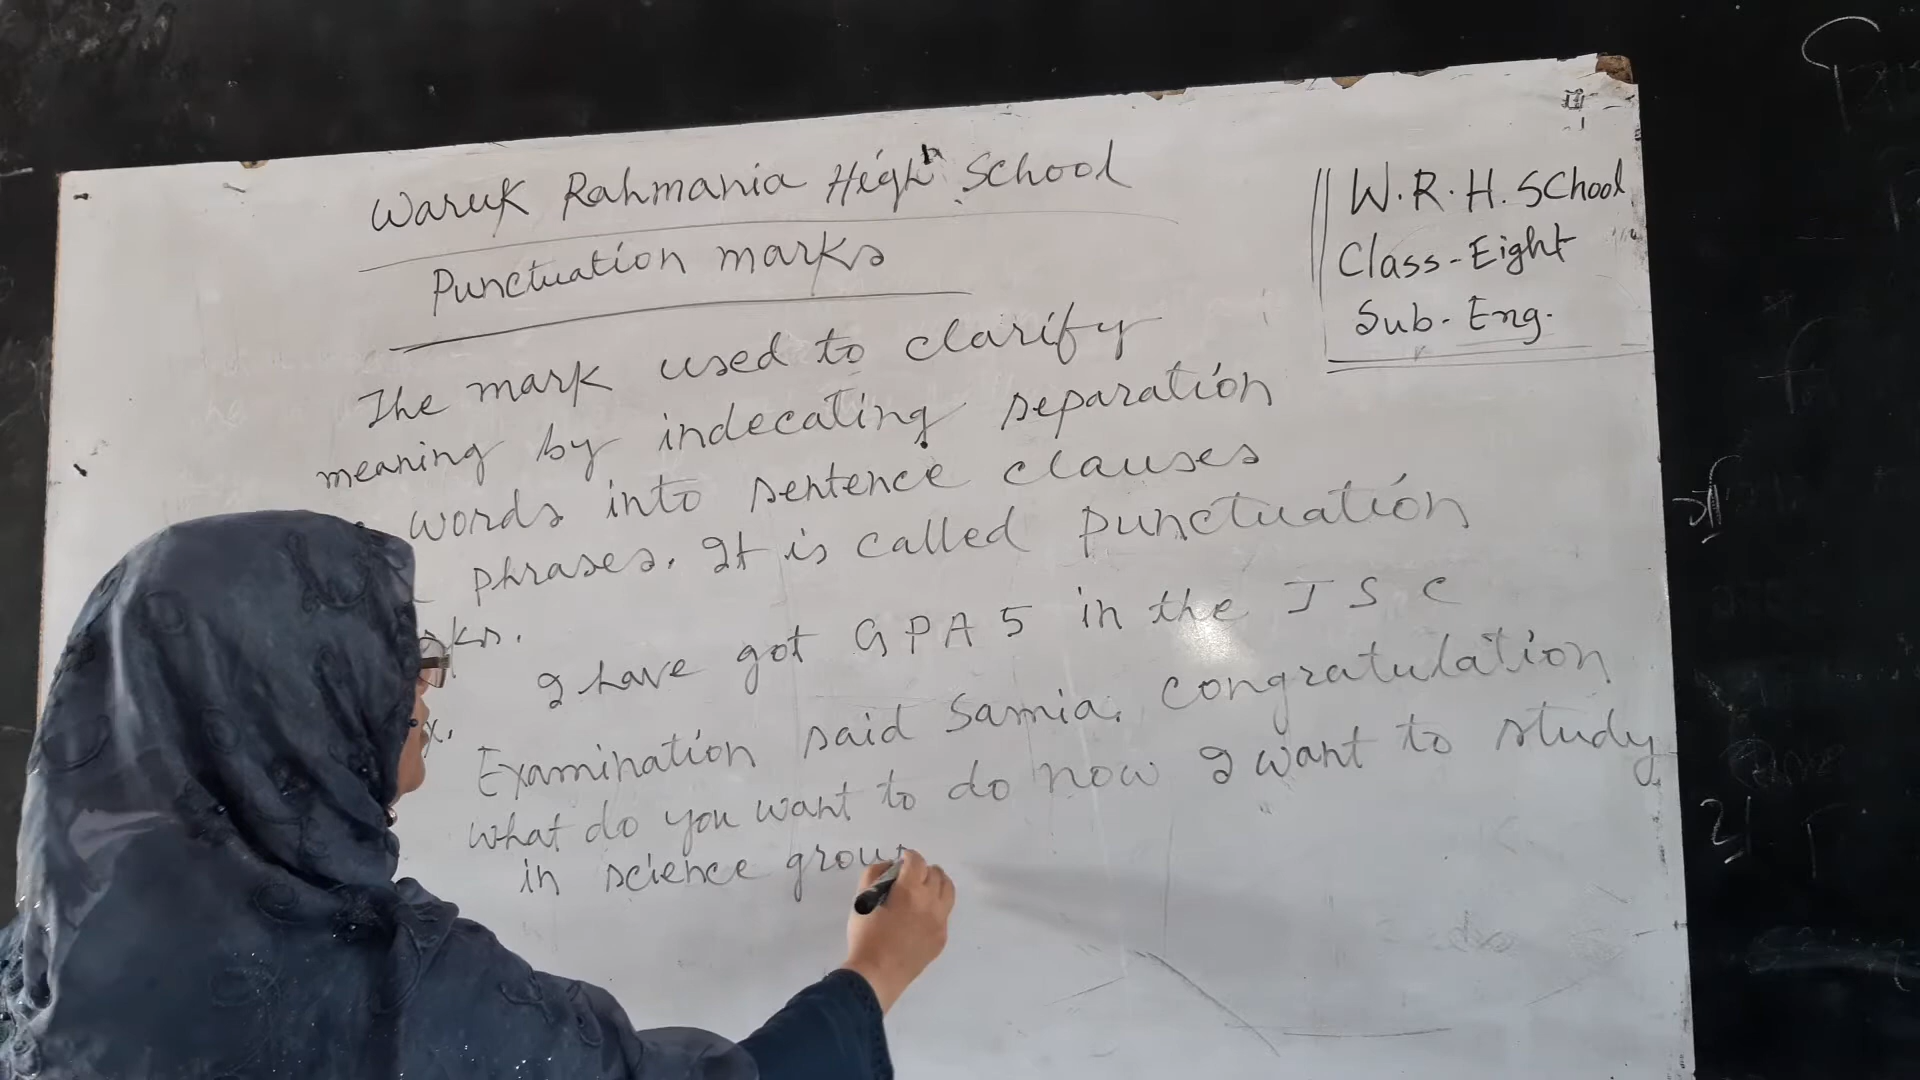 Waruk Rahmania High School
Punctuation marks
The mark used to clarify
meaning by indecating separation
words into sentence clauses
phrases. It is called punctuation
I have got GPA 5 in the J S C
Examination said Samia. Congratulation
What do you want to do now I want to study
in science group
W.R.H. School
Class-Eight
Sub- Eng.